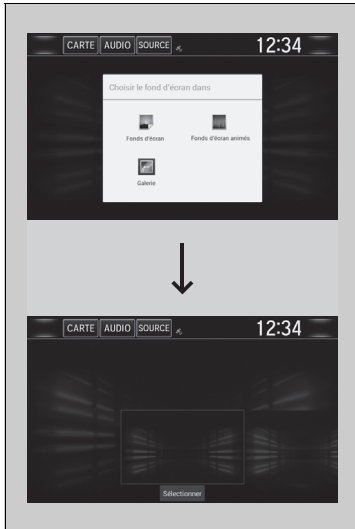 CARTE AUDIO SOURCE 12:34
Choisir le fond d'écran dans
Fonds d'écran Fonds d'écran animés
Galerie
CARTE AUDIO SOURCE 12:34
Sélectionner